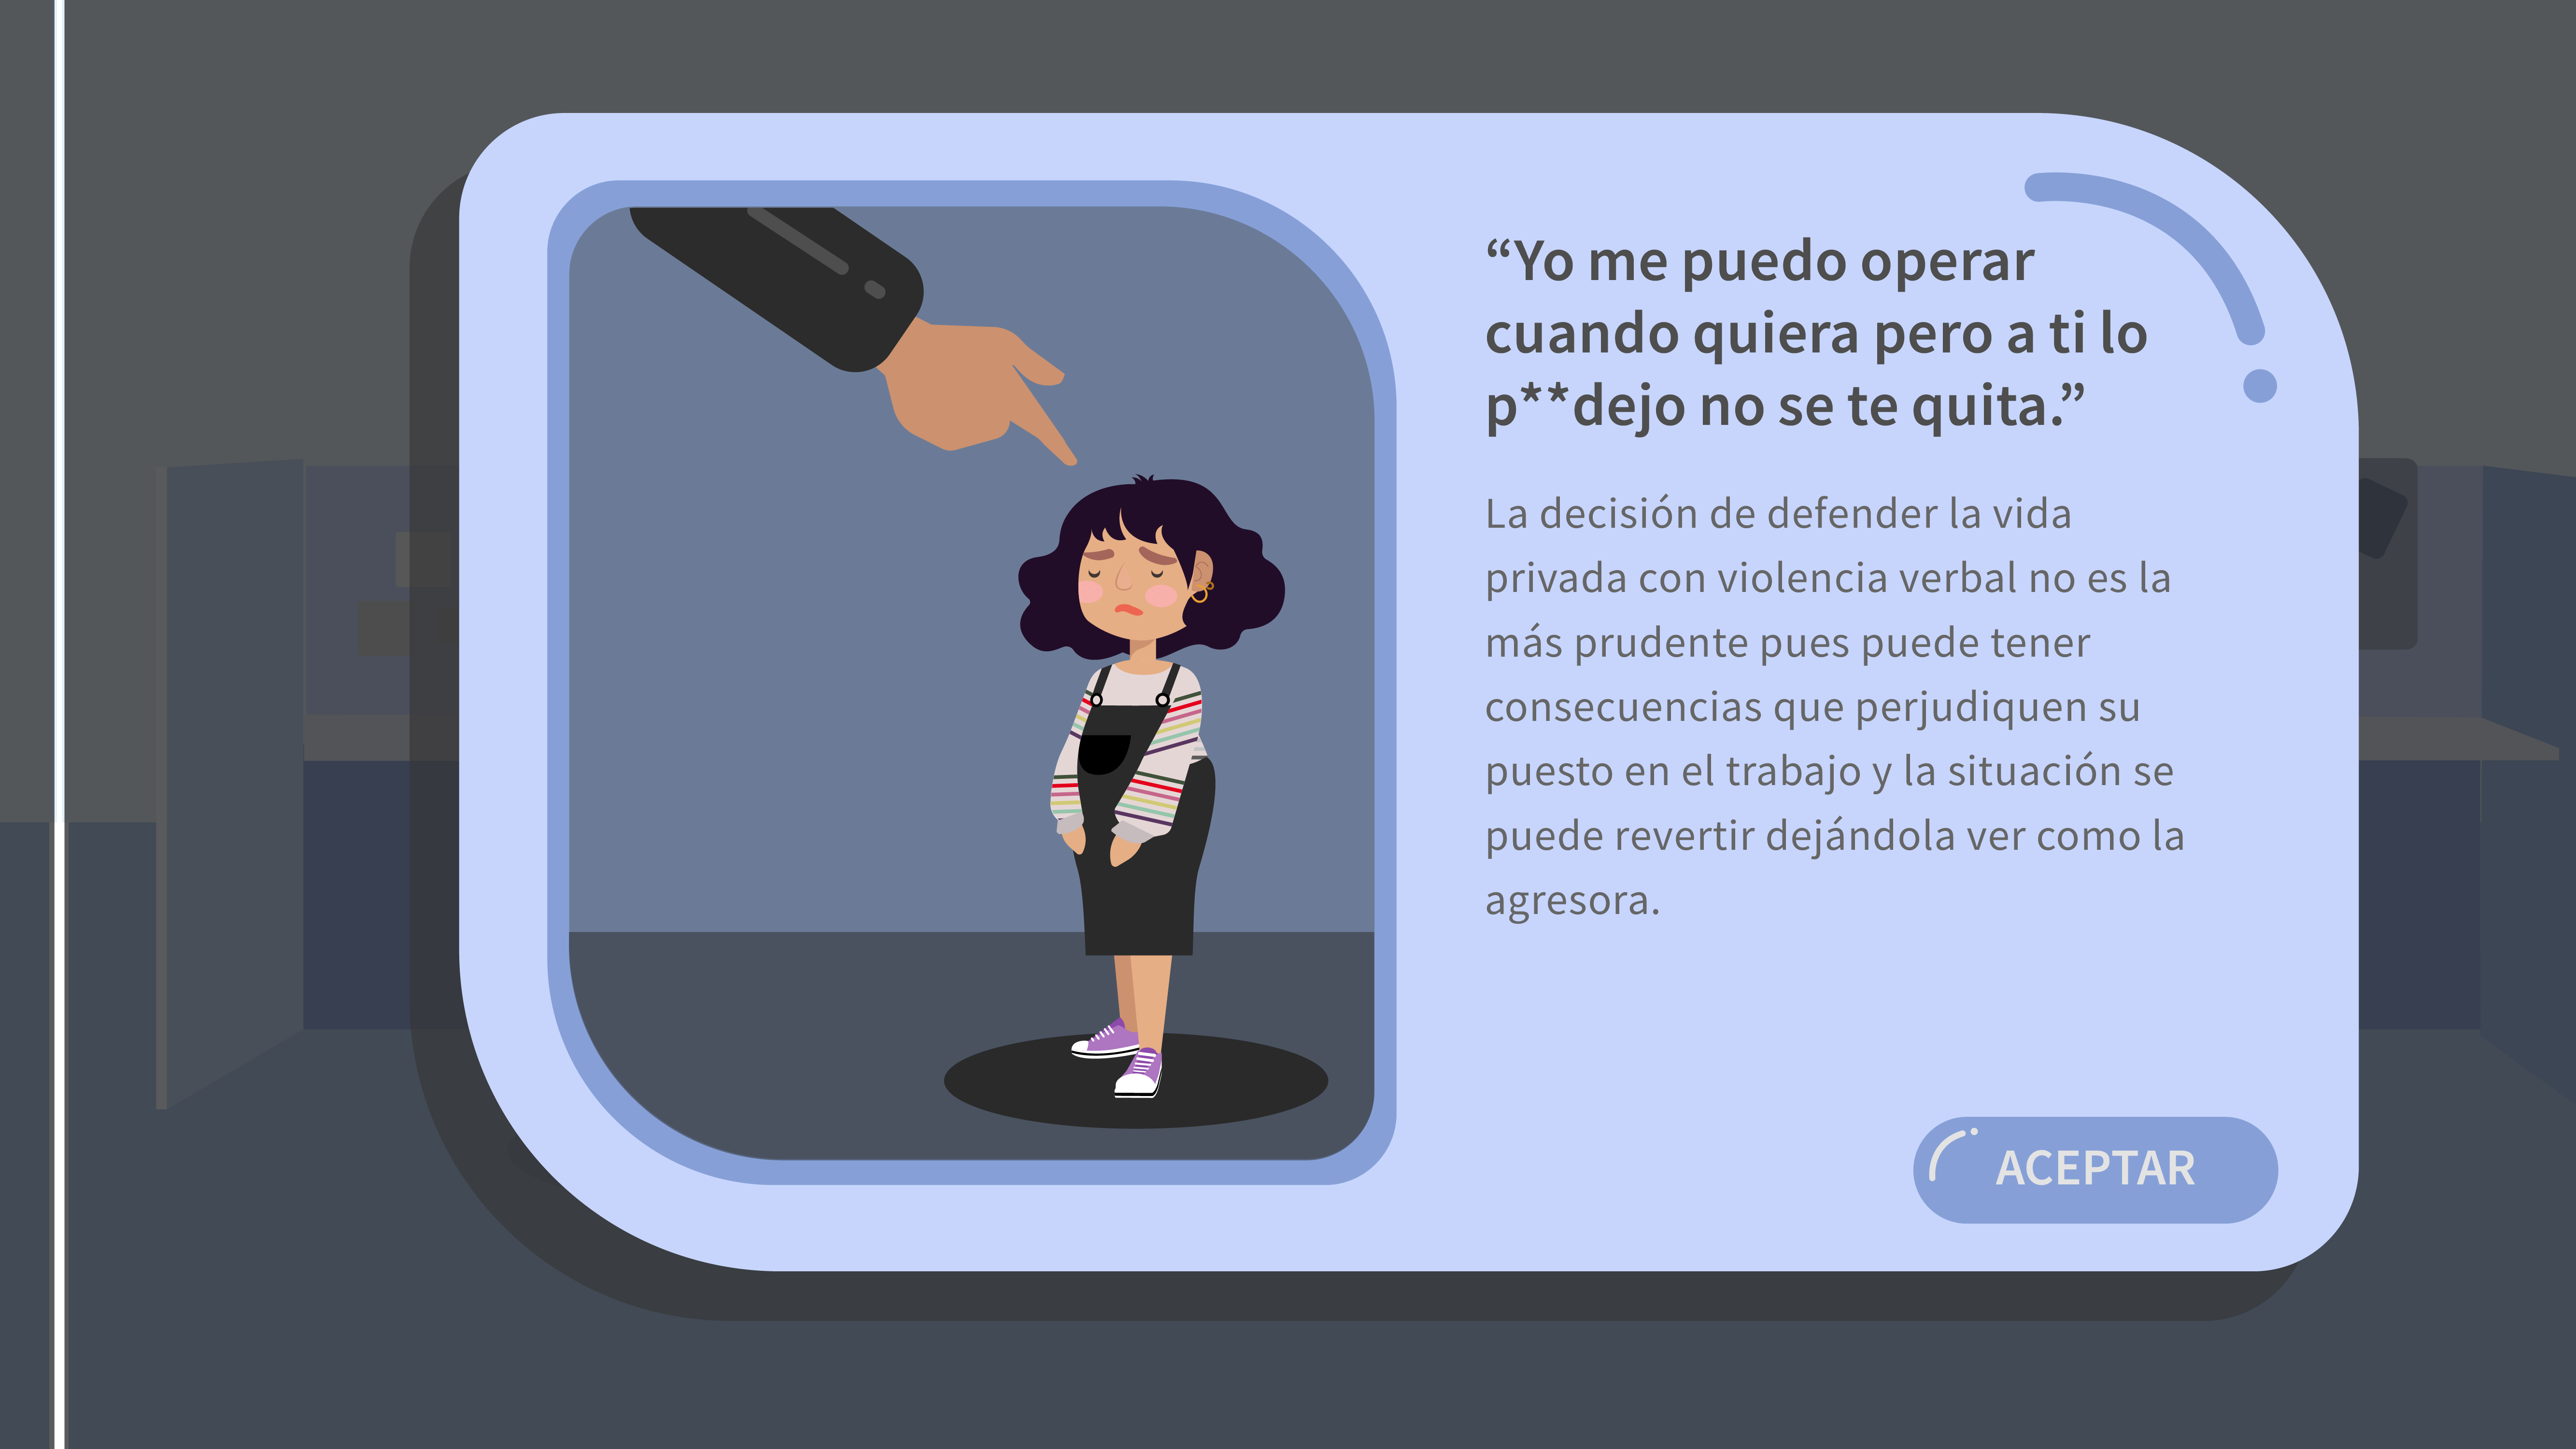 “Yo me puedo operar
cuando quiera pero a ti lo
p**dejo no se te quita.”
La decisión de defender la vida
privada con violencia verbal no es la
más prudente pues puede tener
consecuencias que perjudiquen su
puesto en el trabajo y la situación se
puede revertir dejándola ver como la
agresora.
ACEPTAR